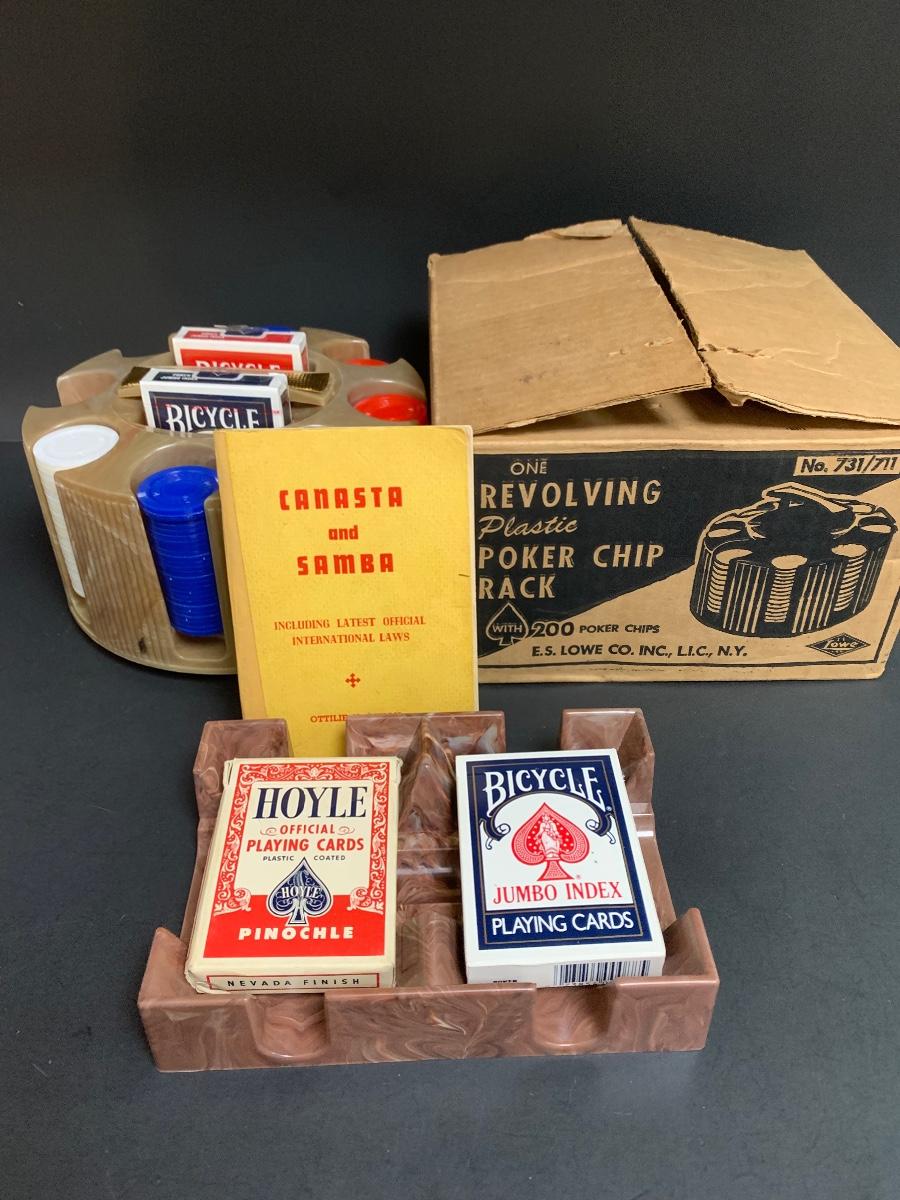 BICYCLE
BICYCLE
CANASTA
and
SAMBA
INCLUDING LATEST OFFICIAL
INTERNATIONAL LAWS
No. 731/711
ONE
REVOLVING
Plastic
POKER CHIP
RACK
WITH 200 POKER CHIPS
E.S. LOWE CO. INC., L.I.C., N.Y.
Lowe
HOYLE
OFFICIAL
PLAYING CARDS
PLASTIC COATED
HOYLE
PINOCHLE
NEVADA FINISH
BICYCLE®
®
JUMBO INDEX
PLAYING CARDS